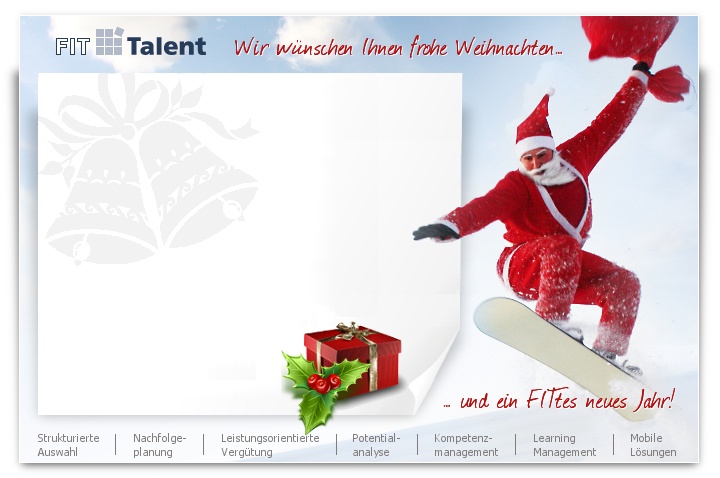 FIT Talent
Wir wünschen Ihnen frohe Weihnachten...
... und ein FITtes neues Jahr!
Strukturierte
Auswahl
Nachfolge-
planung
Leistungsorientierte
Vergütung
Potential-
analyse
Kompetenz-
management
Learning
Management
Mobile
Lösungen